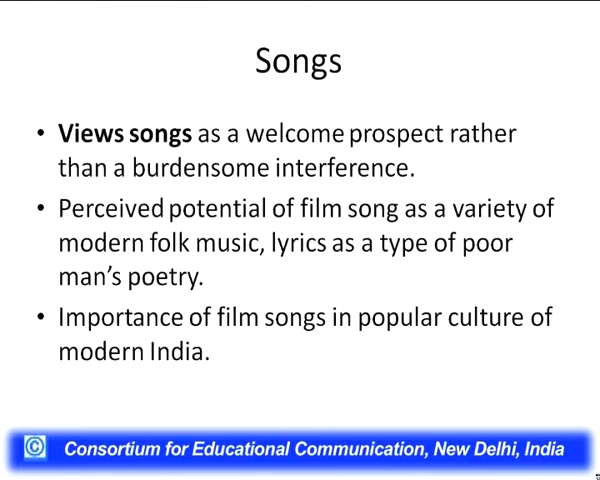 Songs
• Views songs as a welcome prospect rather
than a burdensome interference.
• Perceived potential of film song as a variety of
modern folk music, lyrics as a type of poor
man’s poetry.
• Importance of film songs in popular culture of
modern India.
© Consortium for Educational Communication, New Delhi, India